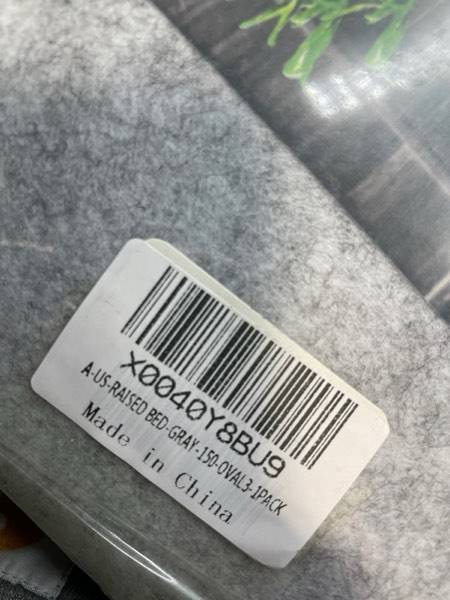 X0040Y8BU9
A-US-RAISED BED-GRAY-150-OVAL3-1PACK
Made in China